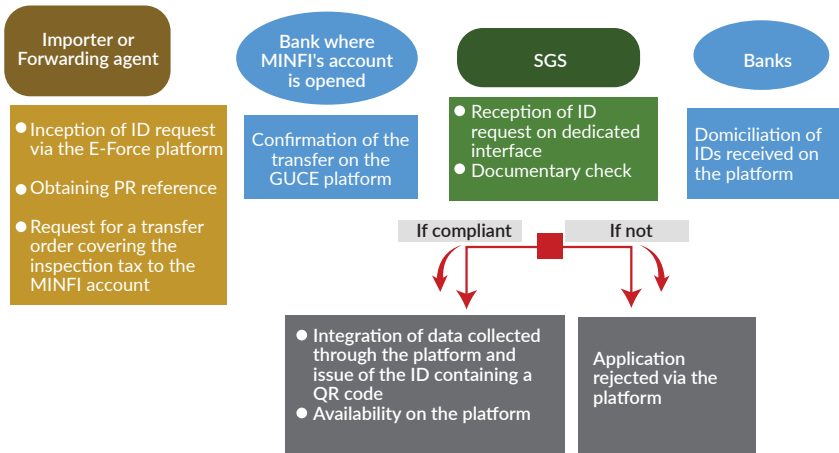 Importer or
Forwarding agent
Inception of ID request
via the E-Force platform
Obtaining PR reference
Request for a transfer
order covering the
inspection tax to the
MINFI account
Bank where
MINFI's account
is opened
Confirmation of the
transfer on the
GUCE platform
SGS
Reception of ID
request on dedicated
interface
Documentary check
Banks
Domiciliation of
IDs received on
the platform
If compliant
If not
Integration of data collected
through the platform and
issue of the ID containing a
QR code
Availability on the platform
Application
rejected via the
platform